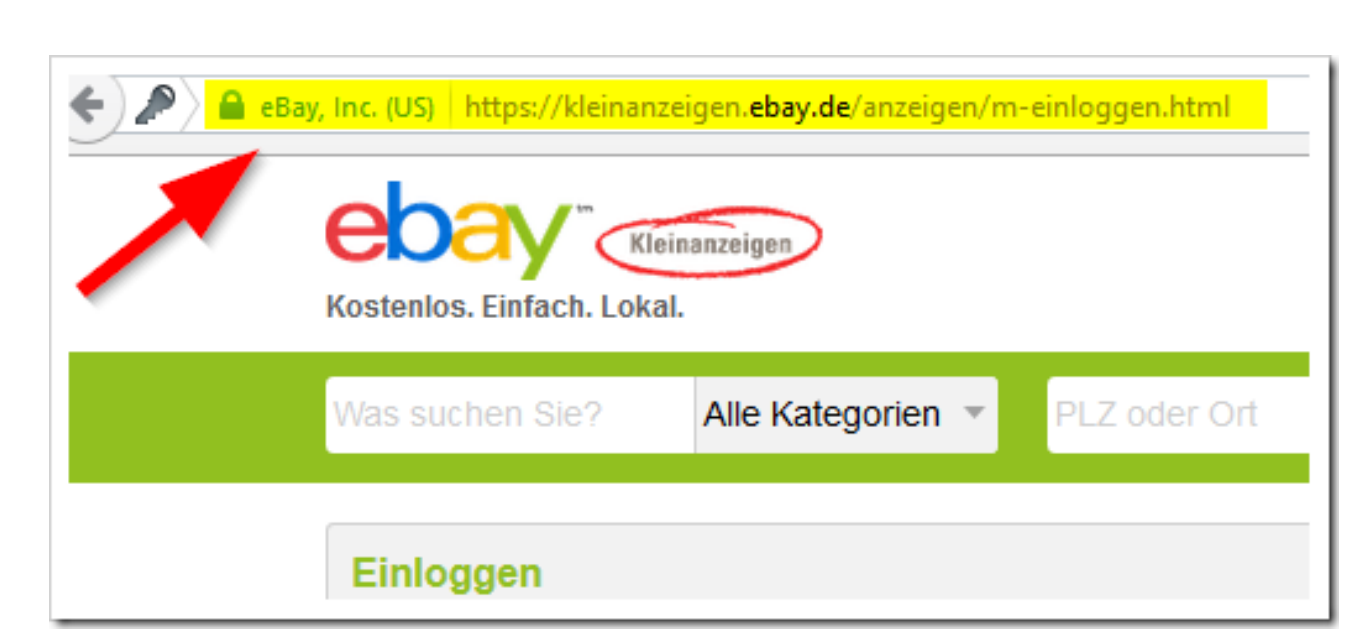 eBay, Inc. (US) https://kleinanzeigen.ebay.de/anzeigen/m-einloggen.html
ebay™ Kleinanzeigen
Kostenlos. Einfach. Lokal.
Was suchen Sie? Alle Kategorien PLZ oder Ort
Einloggen